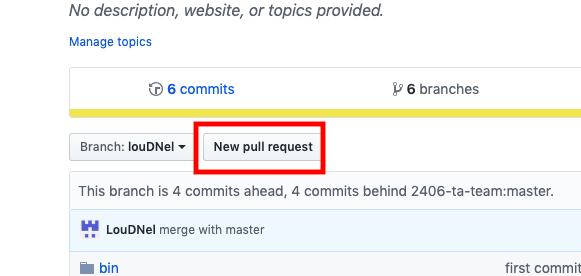 No description, website, or topics provided.
Manage topics
6 commits
6 branches
Branch: louDNel
New pull request
This branch is 4 commits ahead, 4 commits behind 2406-ta-team:master.
LouDNel merge with master
bin
first commit